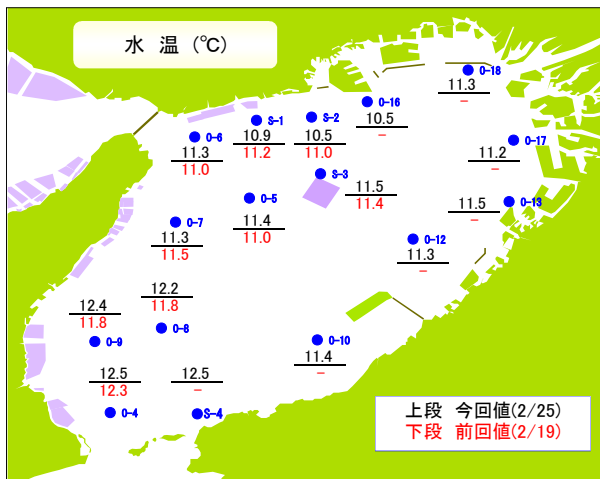 水 温 (℃)
O-18
11.3
-
O-16
10.5
-
S-1
10.9
11.2
S-2
10.5
11.0
O-6
11.3
11.0
O-17
11.2
-
S-3
11.5
11.4
O-5
11.4
11.0
O-13
11.5
-
O-7
11.3
11.5
O-12
11.3
-
12.2
11.8
O-8
12.4
11.8
O-9
O-10
11.4
-
12.5
12.3
O-4
12.5
-
S-4
上段 今回値(2/25)
下段 前回値(2/19)